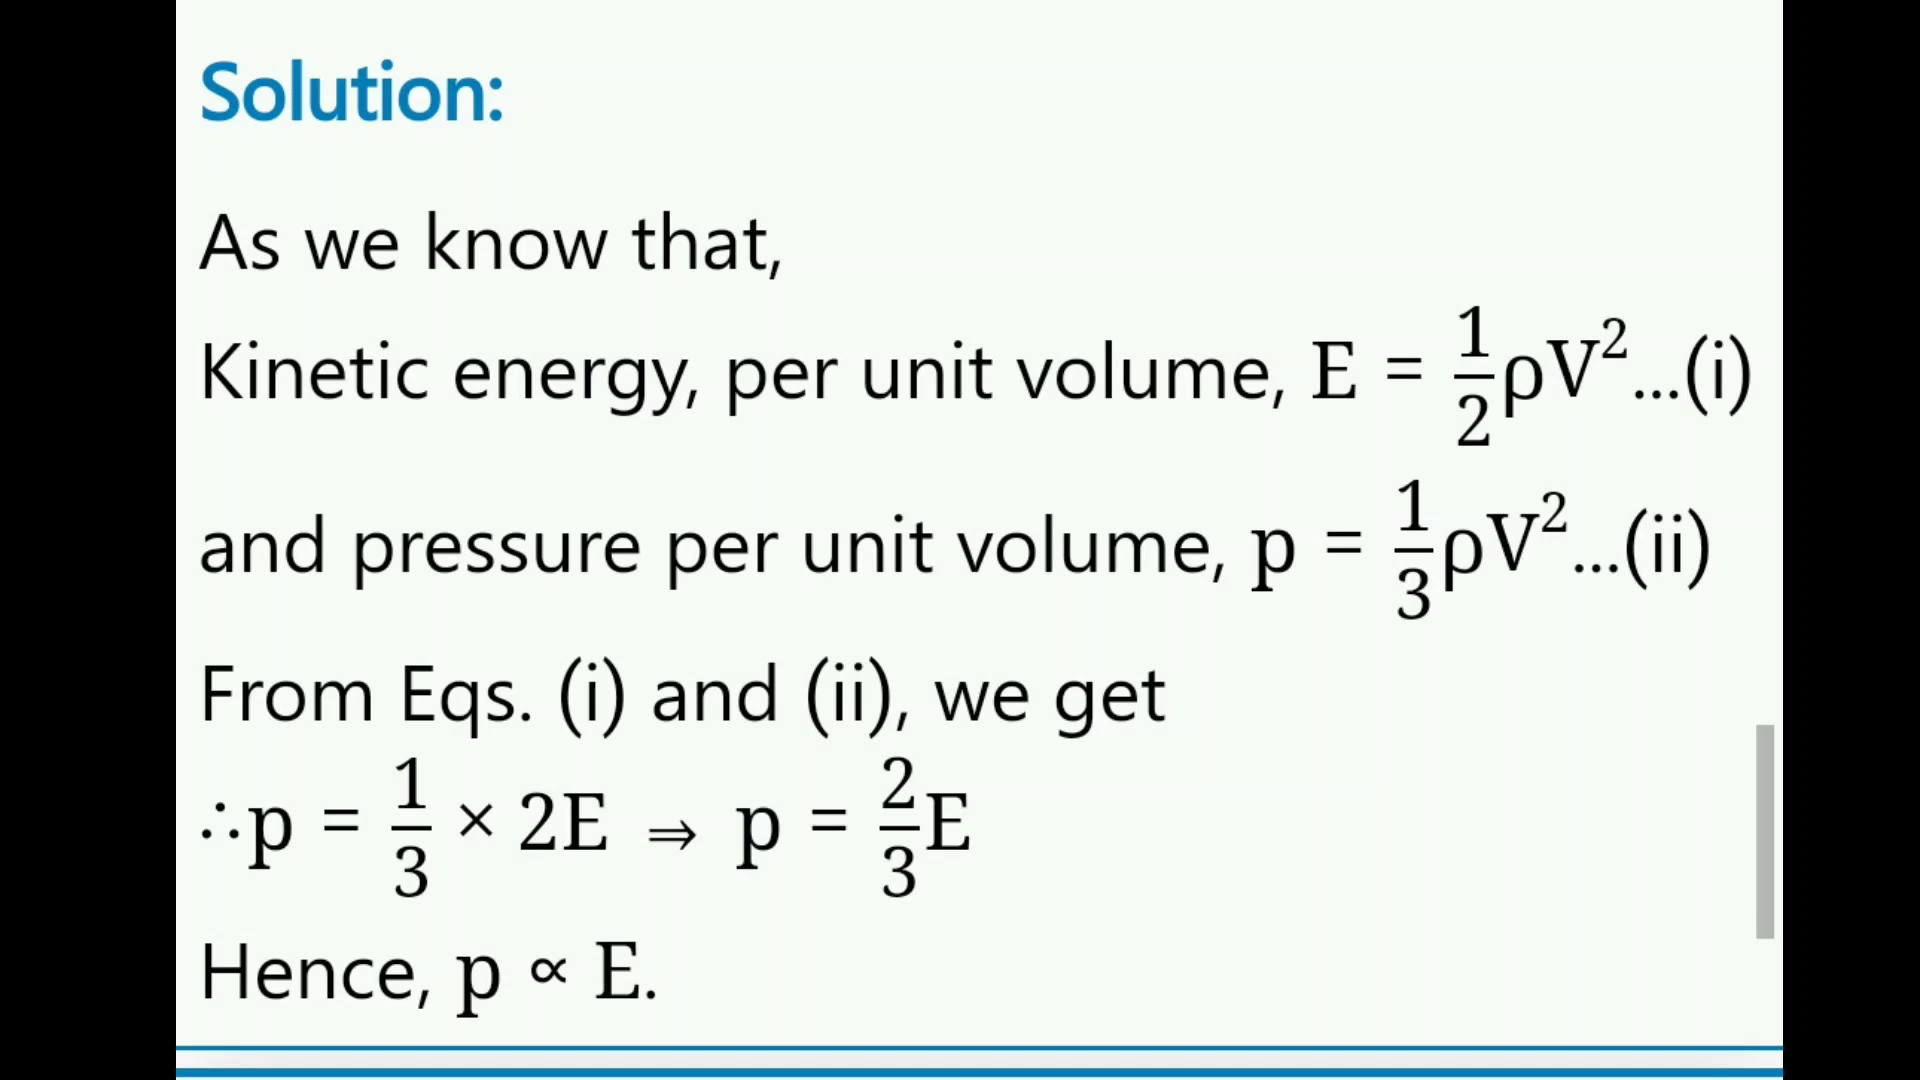 Solution:
As we know that,
Kinetic energy, per unit volume, E = 1/2 ρV²...(i)
and pressure per unit volume, p = 1/3 ρV²...(ii)
From Eqs. (i) and (ii), we get
∴ p = 1/3 × 2E ⇒ p = 2/3 E
Hence, p ∝ E.